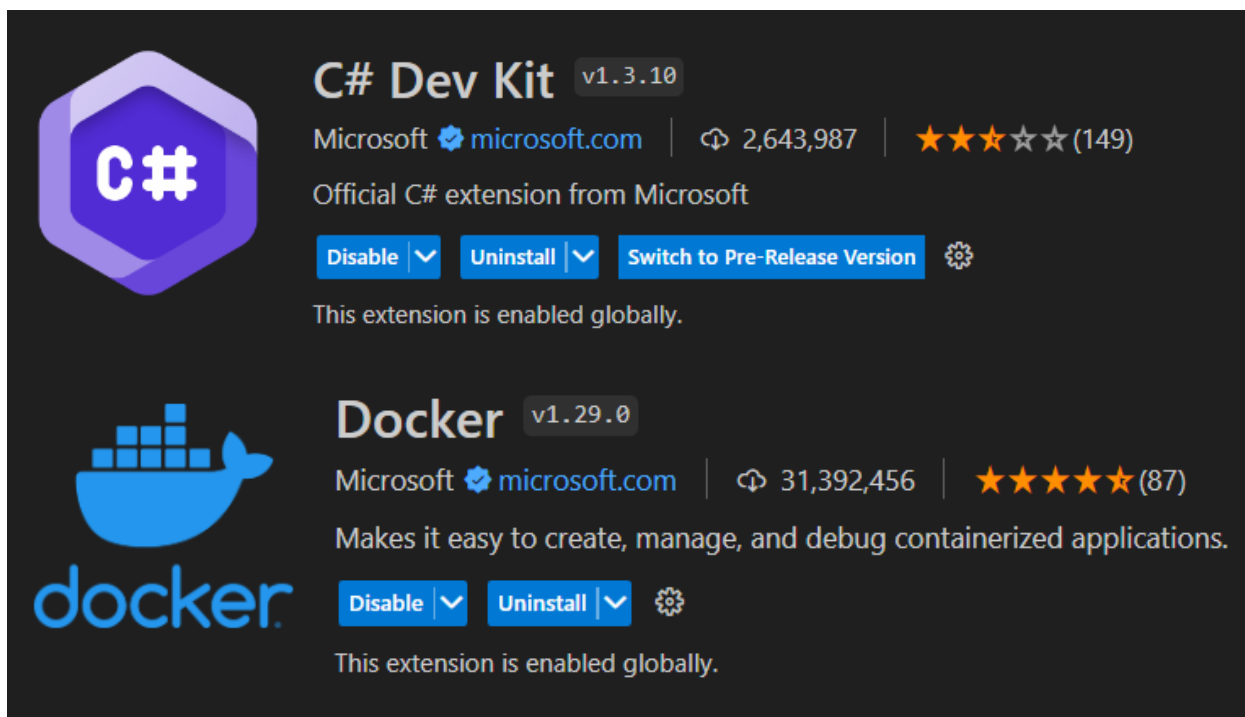 C# Dev Kit v1.3.10
C# Microsoft microsoft.com 2,643,987 (149)
Official C# extension from Microsoft
Disable Uninstall Switch to Pre-Release Version
This extension is enabled globally.
Docker v1.29.0
Microsoft microsoft.com 31,392,456 (87)
Makes it easy to create, manage, and debug containerized applications.
docker Disable Uninstall
This extension is enabled globally.